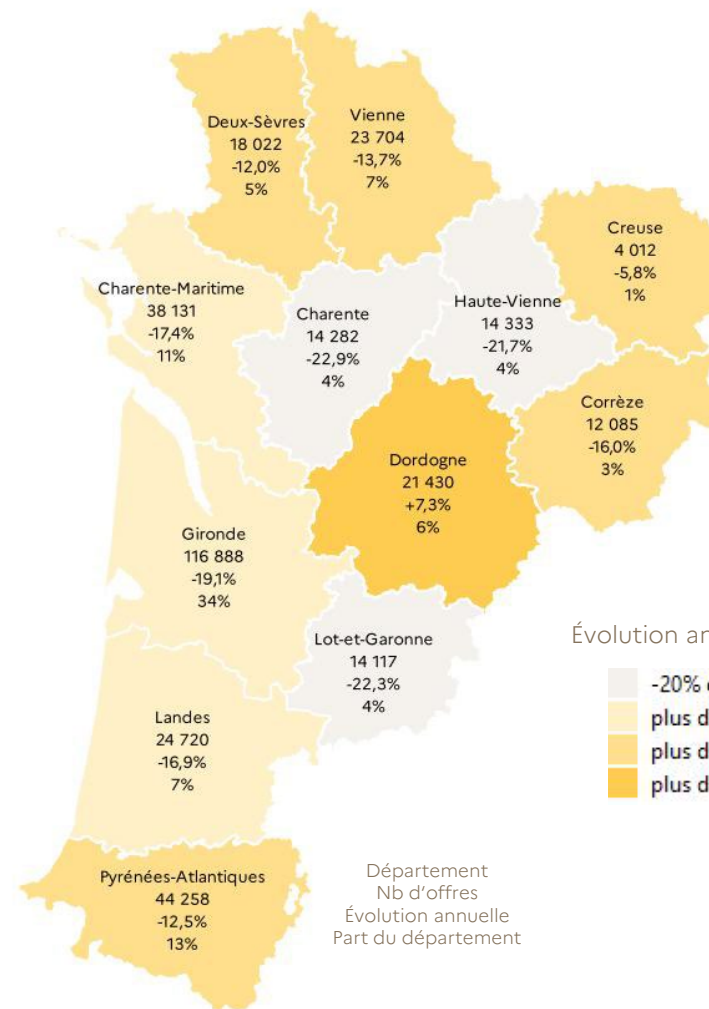 Deux-Sèvres
18 022
-12,0%
5%
Vienne
23 704
-13,7%
7%
Creuse
4 012
-5,8%
1%
Charente-Maritime
38 131
-17,4%
11%
Charente
14 282
-22,9%
4%
Haute-Vienne
14 333
-21,7%
4%
Corrèze
12 085
-16,0%
3%
Dordogne
21 430
+7,3%
6%
Gironde
116 888
-19,1%
34%
Lot-et-Garonne
14 117
-22,3%
4%
Landes
24 720
-16,9%
7%
Pyrénées-Atlantiques
44 258
-12,5%
13%
Évolution an
-20%
plus d
plus d
plus d
Département
Nb d'offres
Évolution annuelle
Part du département